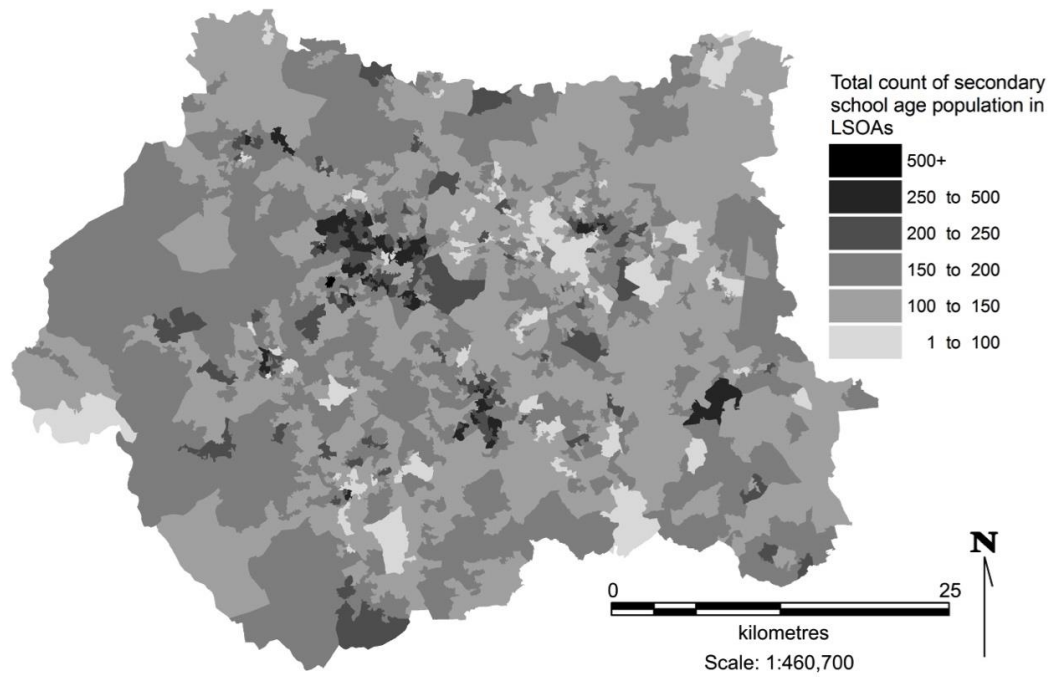 Total count of secondary
school age population in
LSOAs
500+
250 to 500
200 to 250
150 to 200
100 to 150
1 to 100
N
0 25
kilometres
Scale: 1:460,700